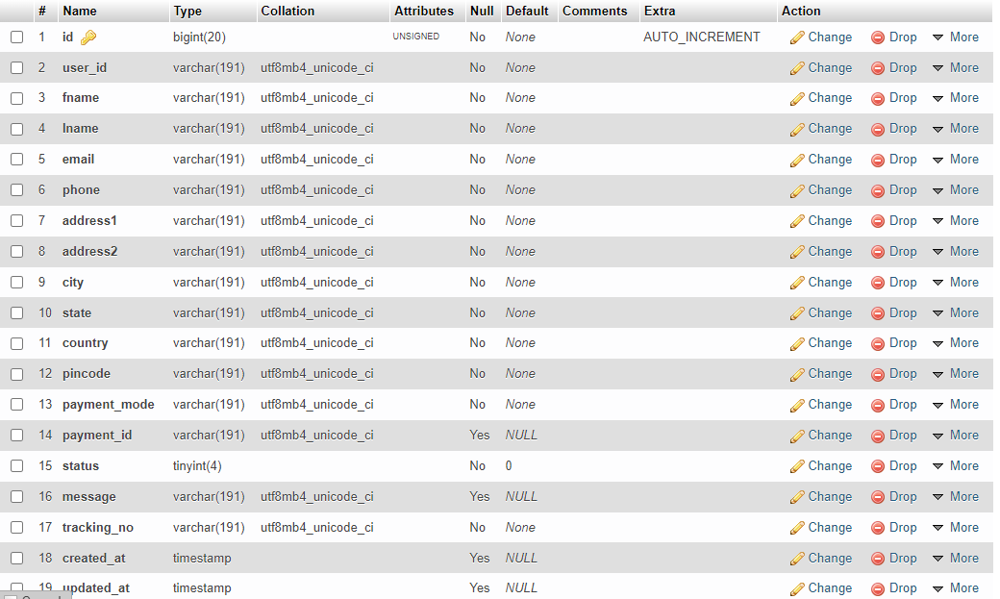 # Name Type Collation Attributes Null Default Comments Extra Action
1 id bigint(20) UNSIGNED No None AUTO_INCREMENT Change Drop More
2 user_id varchar(191) utf8mb4_unicode_ci No None Change Drop More
3 fname varchar(191) utf8mb4_unicode_ci No None Change Drop More
4 lname varchar(191) utf8mb4_unicode_ci No None Change Drop More
5 email varchar(191) utf8mb4_unicode_ci No None Change Drop More
6 phone varchar(191) utf8mb4_unicode_ci No None Change Drop More
7 address1 varchar(191) utf8mb4_unicode_ci No None Change Drop More
8 address2 varchar(191) utf8mb4_unicode_ci No None Change Drop More
9 city varchar(191) utf8mb4_unicode_ci No None Change Drop More
10 state varchar(191) utf8mb4_unicode_ci No None Change Drop More
11 country varchar(191) utf8mb4_unicode_ci No None Change Drop More
12 pincode varchar(191) utf8mb4_unicode_ci No None Change Drop More
13 payment_mode varchar(191) utf8mb4_unicode_ci No None Change Drop More
14 payment_id varchar(191) utf8mb4_unicode_ci Yes NULL Change Drop More
15 status tinyint(4) No 0 Change Drop More
16 message varchar(191) utf8mb4_unicode_ci Yes NULL Change Drop More
17 tracking_no varchar(191) utf8mb4_unicode_ci No None Change Drop More
18 created_at timestamp Yes NULL Change Drop More
19 updated_at timestamp Yes NULL Change Drop More